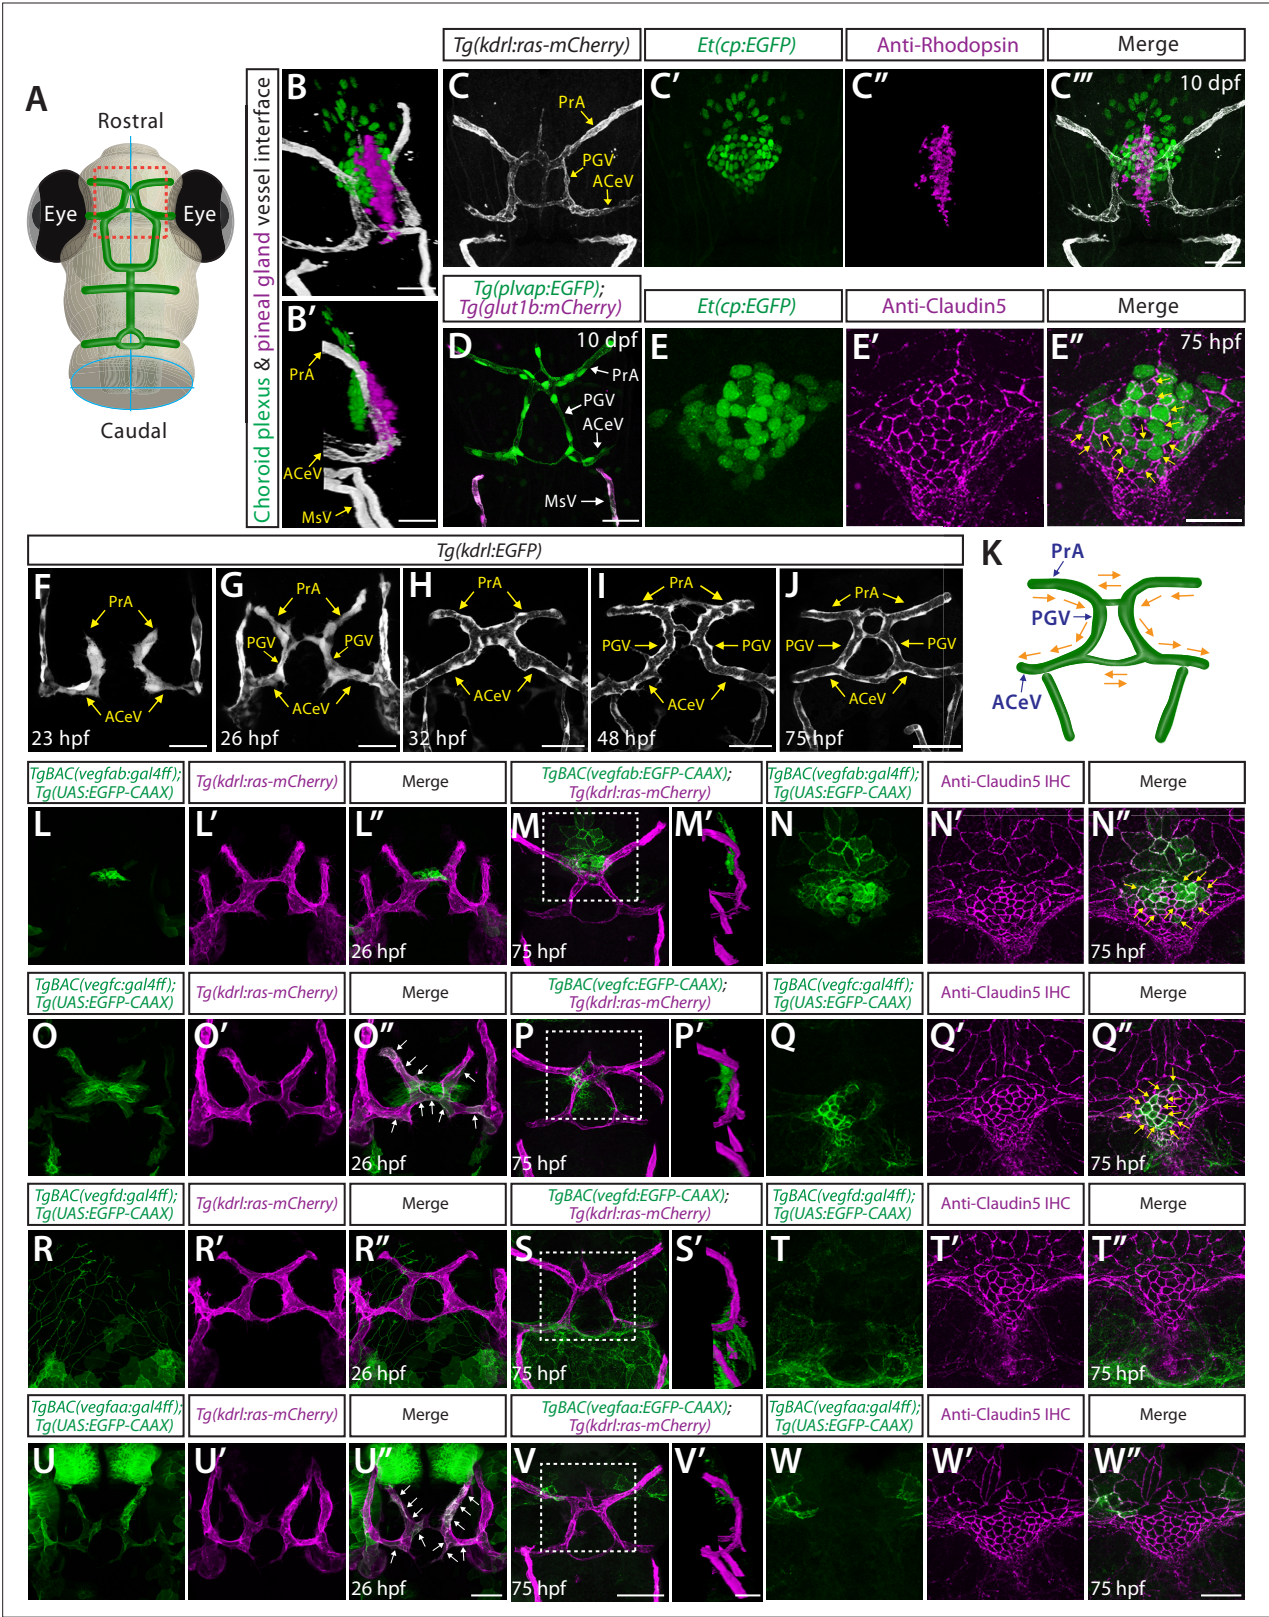 A
Rostral
Eye
Eye
Caudal
Choroid plexus & pineal gland vessel interface
B
B′
PrA
ACeV
MsV
Tg(kdrl:ras-mCherry)
Et(cp:EGFP)
Anti-Rhodopsin
Merge
C
PrA
PGV
ACeV
C′
C″
C‴
10 dpf
Tg(plvap:EGFP);
Tg(glut1b:mCherry)
Et(cp:EGFP)
Anti-Claudin5
Merge
D
10 dpf
PrA
PGV
ACeV
MsV
E
E′
E″
75 hpf
Tg(kdrl:EGFP)
F
PrA
ACeV
23 hpf
G
PrA
PGV
PGV
ACeV
26 hpf
H
PrA
ACeV
32 hpf
I
PrA
PGV
PGV
ACeV
48 hpf
J
PrA
PGV
PGV
ACeV
75 hpf
K
PrA
PGV
ACeV
TgBAC(vegfab:gal4ff);
Tg(UAS:EGFP-CAAX)
Tg(kdrl:ras-mCherry)
Merge
TgBAC(vegfab:EGFP-CAAX);
Tg(kdrl:ras-mCherry)
TgBAC(vegfab:gal4ff);
Tg(UAS:EGFP-CAAX)
Anti-Claudin5 IHC
Merge
L
L′
L″
26 hpf
M
75 hpf
M′
N
N′
N″
75 hpf
TgBAC(vegfc:gal4ff);
Tg(UAS:EGFP-CAAX)
Tg(kdrl:ras-mCherry)
Merge
TgBAC(vegfc:EGFP-CAAX);
Tg(kdrl:ras-mCherry)
TgBAC(vegfc:gal4ff);
Tg(UAS:EGFP-CAAX)
Anti-Claudin5 IHC
Merge
O
O′
O″
26 hpf
P
75 hpf
P′
Q
Q′
Q″
75 hpf
TgBAC(vegfd:gal4ff);
Tg(UAS:EGFP-CAAX)
Tg(kdrl:ras-mCherry)
Merge
TgBAC(vegfd:EGFP-CAAX);
Tg(kdrl:ras-mCherry)
TgBAC(vegfd:gal4ff);
Tg(UAS:EGFP-CAAX)
Anti-Claudin5 IHC
Merge
R
R′
R″
26 hpf
S
75 hpf
S′
T
T′
T″
75 hpf
TgBAC(vegfaa:gal4ff);
Tg(UAS:EGFP-CAAX)
Tg(kdrl:ras-mCherry)
Merge
TgBAC(vegfaa:EGFP-CAAX);
Tg(kdrl:ras-mCherry)
TgBAC(vegfaa:gal4ff);
Tg(UAS:EGFP-CAAX)
Anti-Claudin5 IHC
Merge
U
U′
U″
26 hpf
V
75 hpf
V′
W
W′
W″
75 hpf